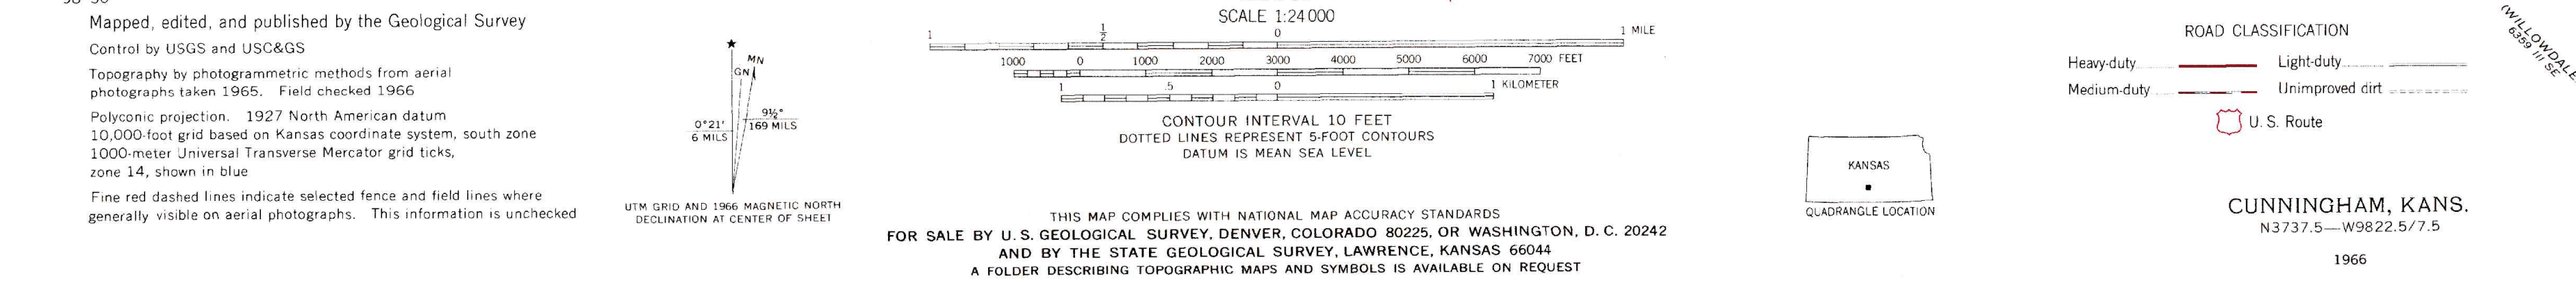 Mapped, edited, and published by the Geological Survey
Control by USGS and USC&GS
Topography by photogrammetric methods from aerial
photographs taken 1965. Field checked 1966
Polyconic projection. 1927 North American datum
10,000-foot grid based on Kansas coordinate system, south zone
1000-meter Universal Transverse Mercator grid ticks,
zone 14, shown in blue
Fine red dashed lines indicate selected fence and field lines where
generally visible on aerial photographs. This information is unchecked
★
MN
GN
0°21'
6 MILS
9½°
169 MILS
UTM GRID AND 1966 MAGNETIC NORTH
DECLINATION AT CENTER OF SHEET
SCALE 1:24 000
1 ½ 0 1 MILE
1000 0 1000 2000 3000 4000 5000 6000 7000 FEET
1 .5 0 1 KILOMETER
CONTOUR INTERVAL 10 FEET
DOTTED LINES REPRESENT 5-FOOT CONTOURS
DATUM IS MEAN SEA LEVEL
THIS MAP COMPLIES WITH NATIONAL MAP ACCURACY STANDARDS
FOR SALE BY U. S. GEOLOGICAL SURVEY, DENVER, COLORADO 80225, OR WASHINGTON, D. C. 20242
AND BY THE STATE GEOLOGICAL SURVEY, LAWRENCE, KANSAS 66044
A FOLDER DESCRIBING TOPOGRAPHIC MAPS AND SYMBOLS IS AVAILABLE ON REQUEST
KANSAS
QUADRANGLE LOCATION
ROAD CLASSIFICATION
Heavy-duty Light-duty
Medium-duty Unimproved dirt
U. S. Route
(WILLOWDALE
6359 III SE
CUNNINGHAM, KANS.
N3737.5—W9822.5/7.5
1966